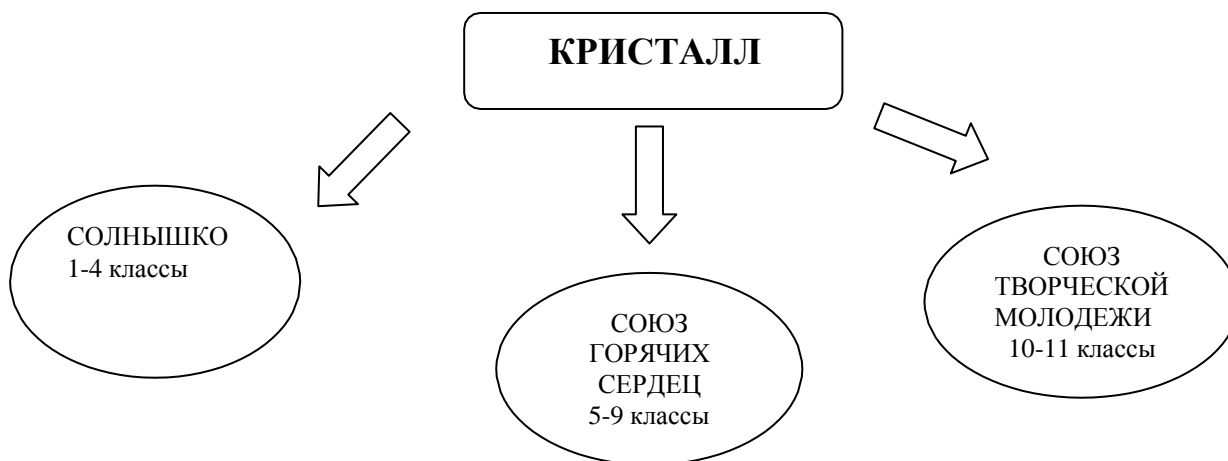 КРИСТАЛЛ
СОЛНЫШКО
1-4 классы
СОЮЗ
ГОРЯЧИХ
СЕРДЕЦ
5-9 классы
СОЮЗ
ТВОРЧЕСКОЙ
МОЛОДЕЖИ
10-11 классы